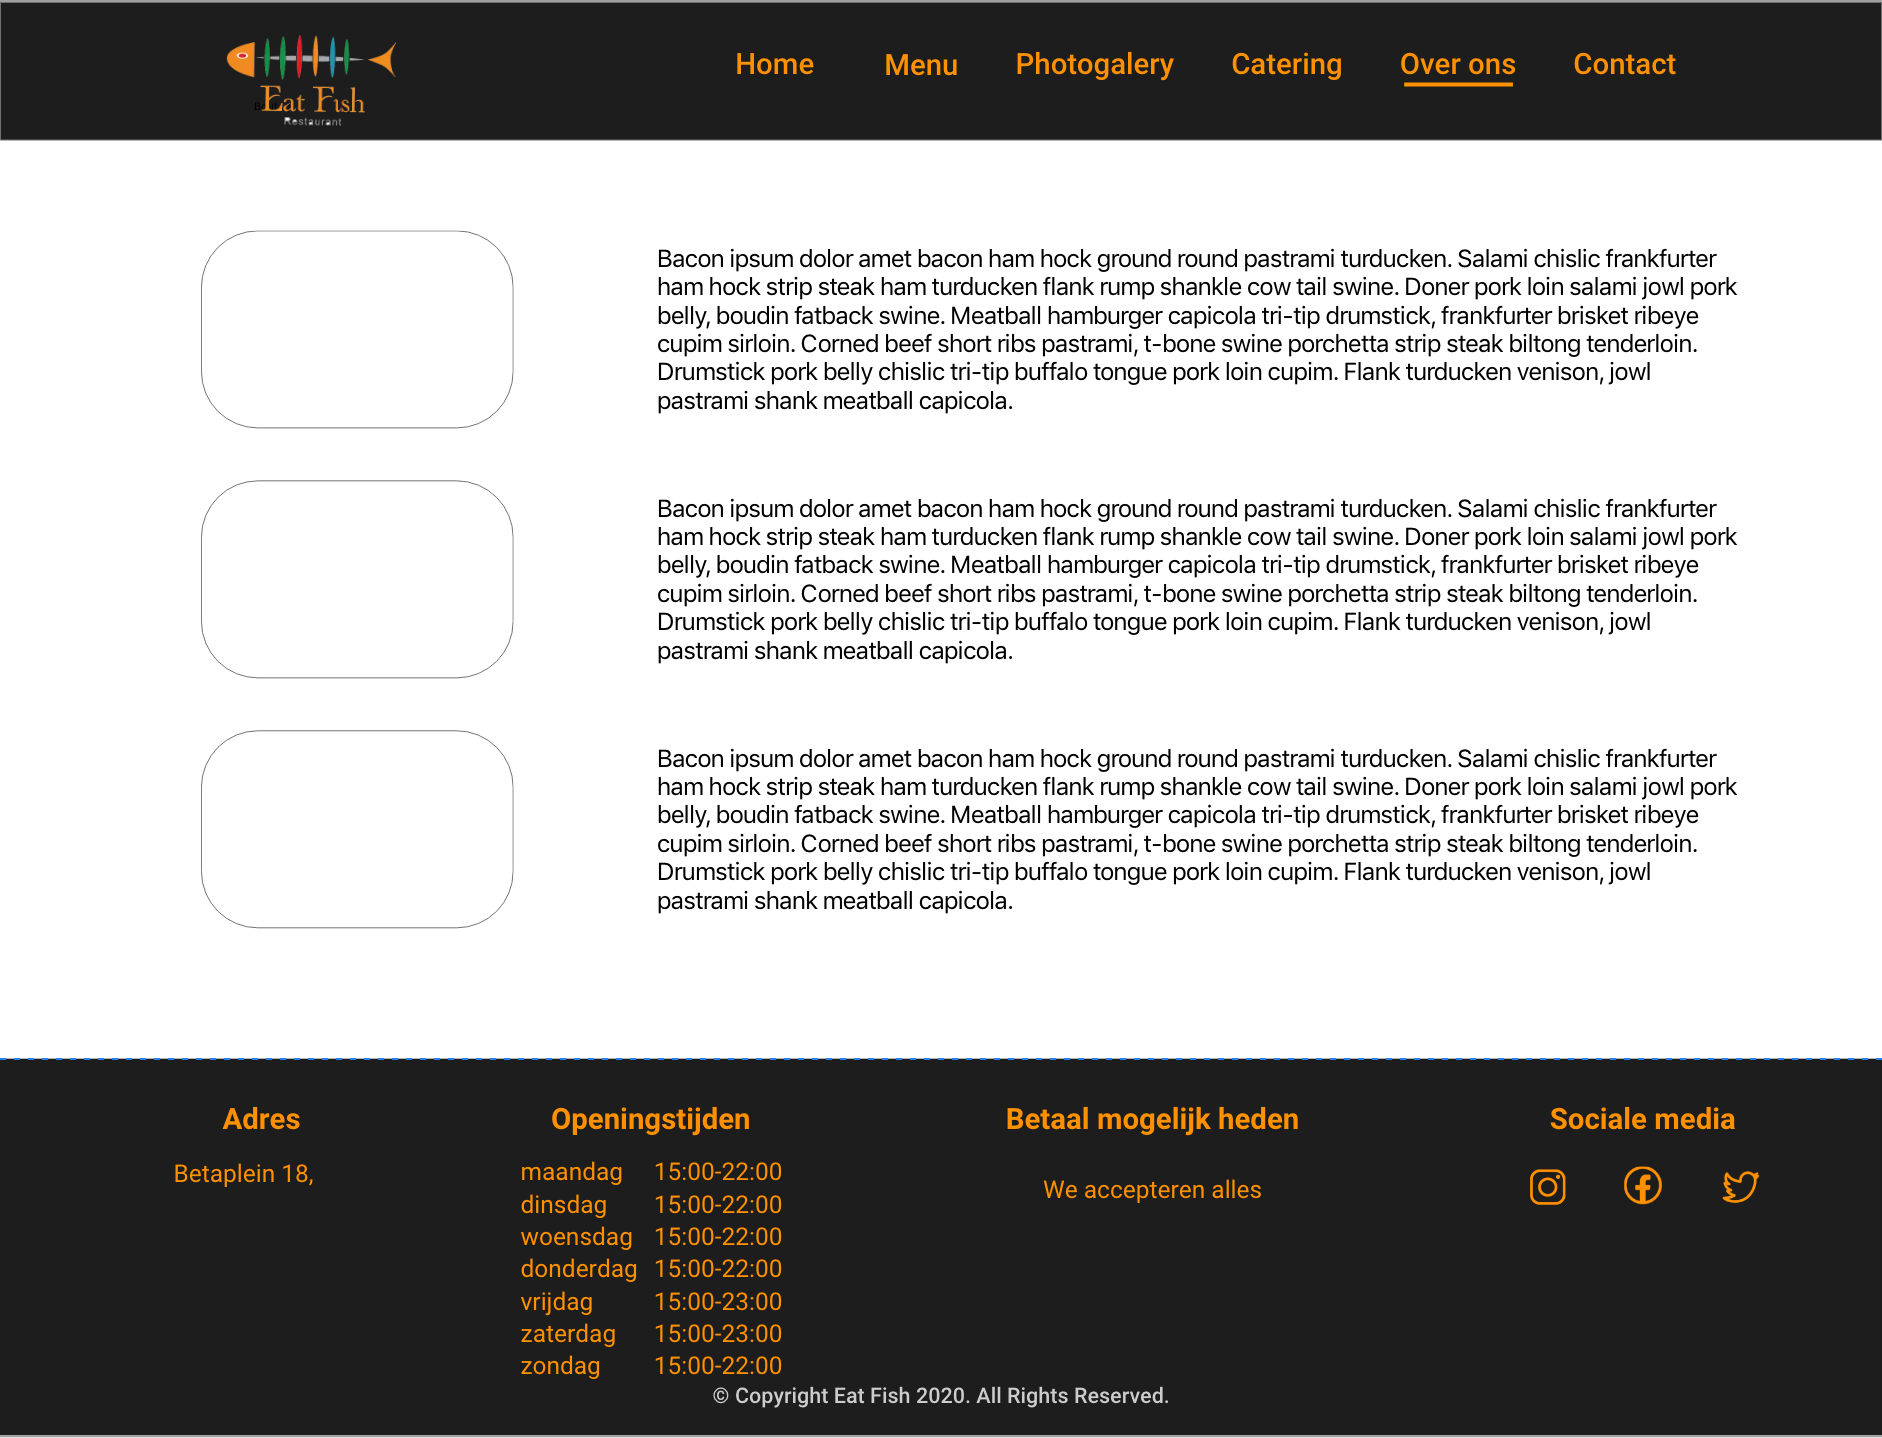 Home Menu Photogalery Catering Over ons Contact
Eat Fish
Restaurant
Bacon ipsum dolor amet bacon ham hock ground round pastrami turducken. Salami chislic frankfurter
ham hock strip steak ham turducken flank rump shankle cow tail swine. Doner pork loin salami jowl pork
belly, boudin fatback swine. Meatball hamburger capicola tri-tip drumstick, frankfurter brisket ribeye
cupim sirloin. Corned beef short ribs pastrami, t-bone swine porchetta strip steak biltong tenderloin.
Drumstick pork belly chislic tri-tip buffalo tongue pork loin cupim. Flank turducken venison, jowl
pastrami shank meatball capicola.
Bacon ipsum dolor amet bacon ham hock ground round pastrami turducken. Salami chislic frankfurter
ham hock strip steak ham turducken flank rump shankle cow tail swine. Doner pork loin salami jowl pork
belly, boudin fatback swine. Meatball hamburger capicola tri-tip drumstick, frankfurter brisket ribeye
cupim sirloin. Corned beef short ribs pastrami, t-bone swine porchetta strip steak biltong tenderloin.
Drumstick pork belly chislic tri-tip buffalo tongue pork loin cupim. Flank turducken venison, jowl
pastrami shank meatball capicola.
Bacon ipsum dolor amet bacon ham hock ground round pastrami turducken. Salami chislic frankfurter
ham hock strip steak ham turducken flank rump shankle cow tail swine. Doner pork loin salami jowl pork
belly, boudin fatback swine. Meatball hamburger capicola tri-tip drumstick, frankfurter brisket ribeye
cupim sirloin. Corned beef short ribs pastrami, t-bone swine porchetta strip steak biltong tenderloin.
Drumstick pork belly chislic tri-tip buffalo tongue pork loin cupim. Flank turducken venison, jowl
pastrami shank meatball capicola.
Adres
Betaplein 18,
Openingstijden
maandag 15:00-22:00
dinsdag 15:00-22:00
woensdag 15:00-22:00
donderdag 15:00-22:00
vrijdag 15:00-23:00
zaterdag 15:00-23:00
zondag 15:00-22:00
Betaal mogelijk heden
We accepteren alles
Sociale media
© Copyright Eat Fish 2020. All Rights Reserved.